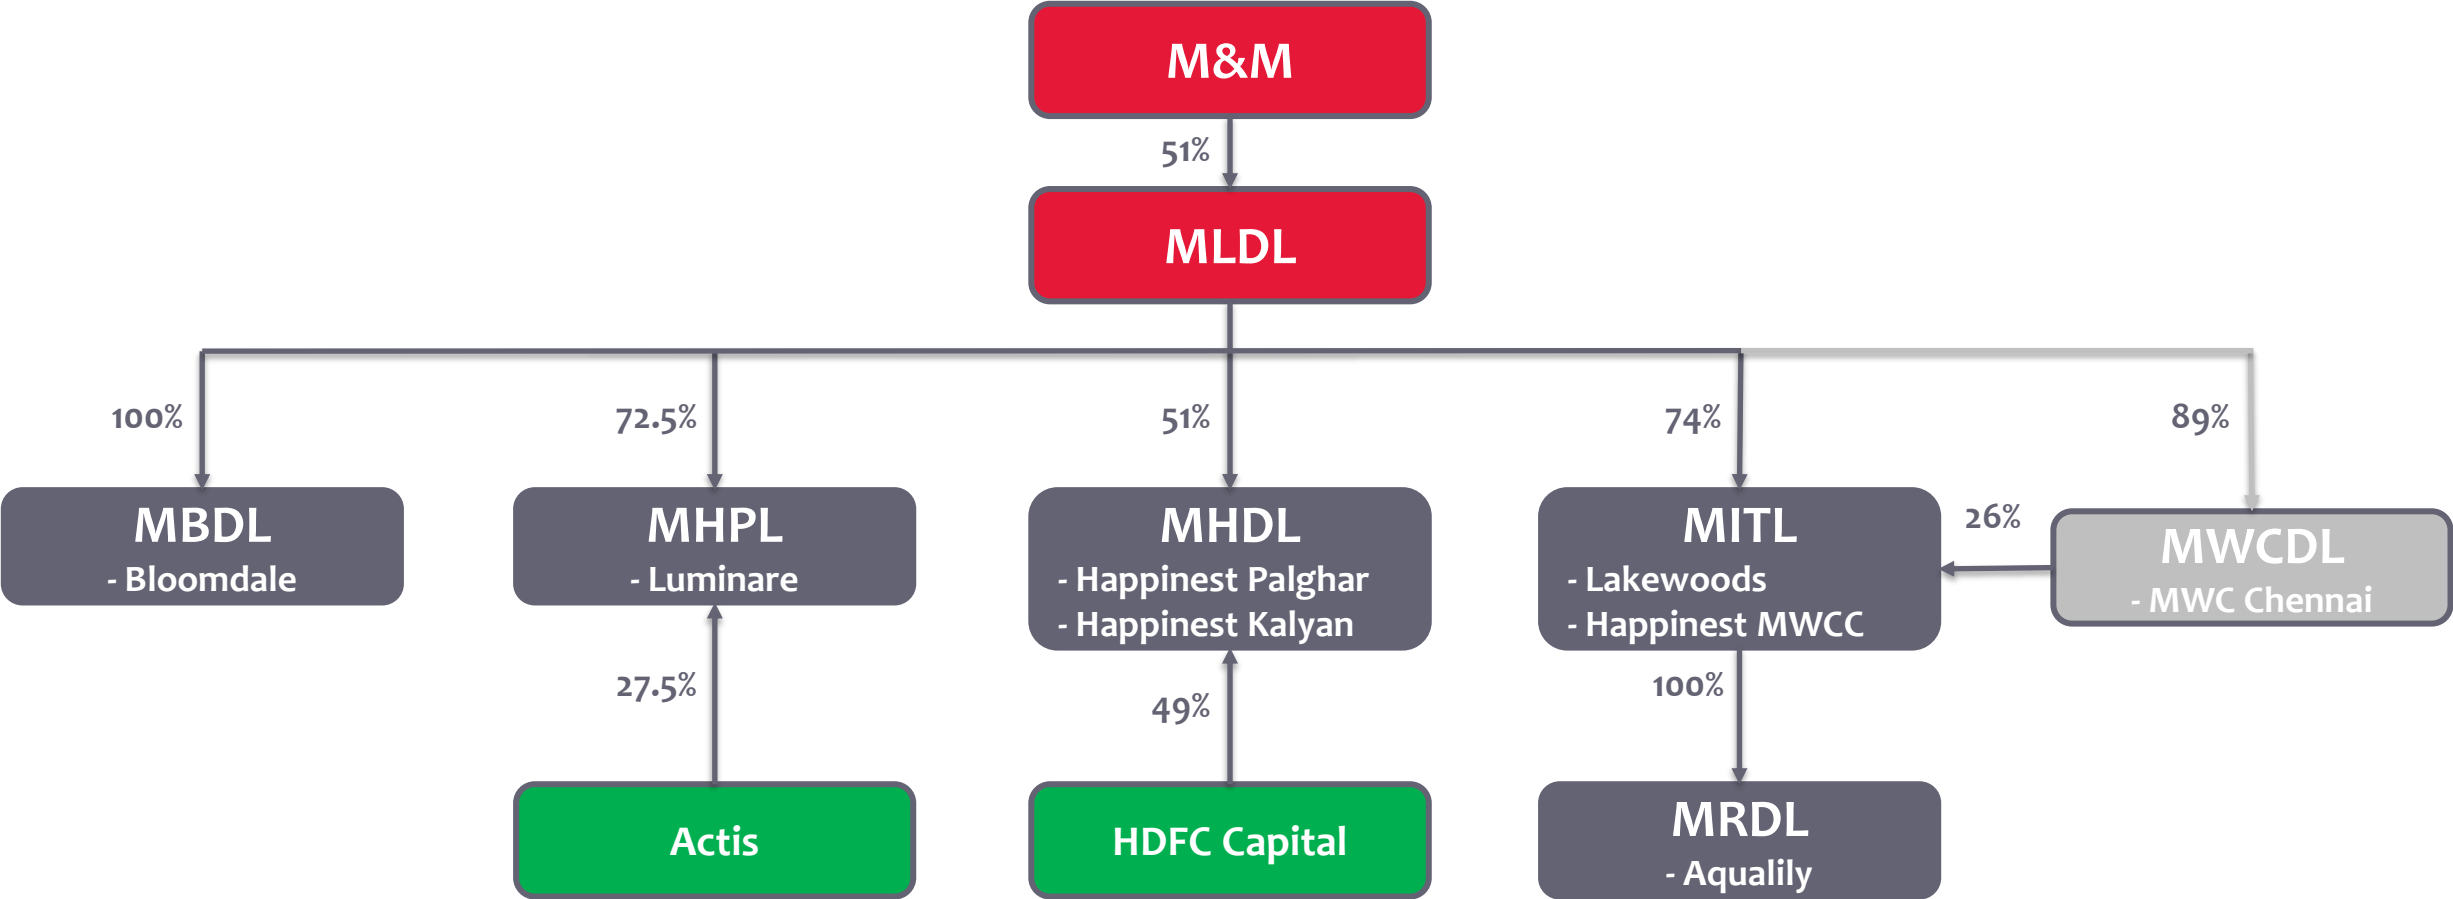 M&M
51%
MLDL
100%
72.5%
51%
74%
89%
MBDL
- Bloomdale
MHPL
- Luminare
MHDL
- Happinest Palghar
- Happinest Kalyan
MITL
- Lakewoods
- Happinest MWCC
26%
MWCDL
- MWC Chennai
27.5%
49%
100%
Actis
HDFC Capital
MRDL
- Aqualily